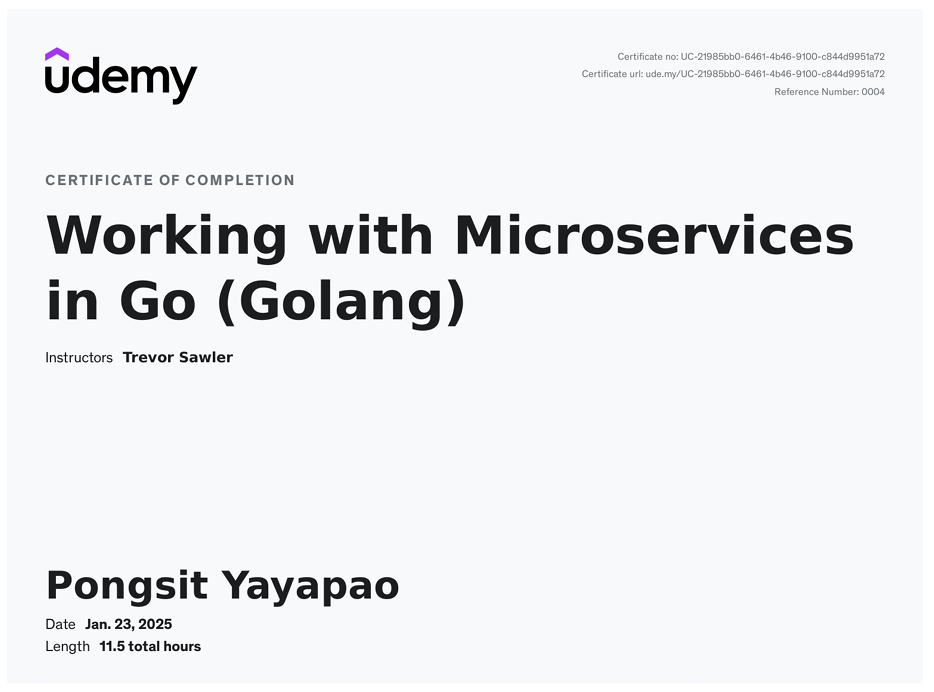 udemy
Certificate no: UC-21985bb0-6461-4b46-9100-c844d9951a72
Certificate url: ude.my/UC-21985bb0-6461-4b46-9100-c844d9951a72
Reference Number: 0004
CERTIFICATE OF COMPLETION
Working with Microservices
in Go (Golang)
Instructors Trevor Sawler
Pongsit Yayapao
Date Jan. 23, 2025
Length 11.5 total hours